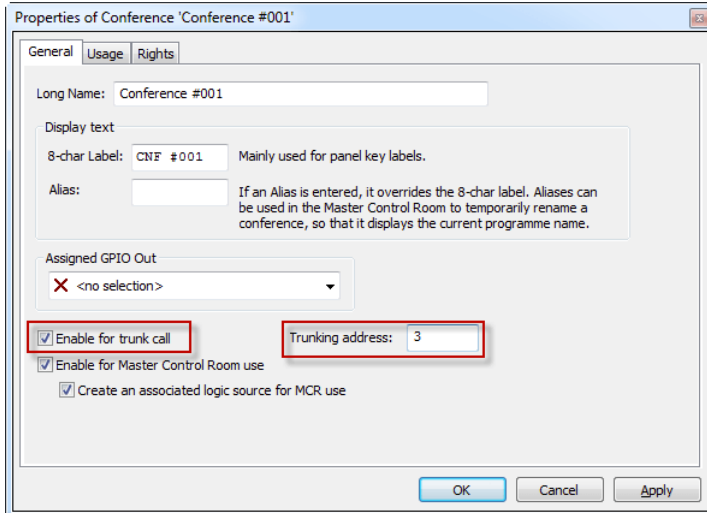 Properties of Conference 'Conference #001'
General Usage Rights
Long Name: Conference #001
Display text
8-char Label: CNF #001 Mainly used for panel key labels.
Alias: If an Alias is entered, it overrides the 8-char label. Aliases can
be used in the Master Control Room to temporarily rename a
conference, so that it displays the current programme name.
Assigned GPIO Out
<no selection>
Enable for trunk call Trunking address: 3
Enable for Master Control Room use
Create an associated logic source for MCR use
OK Cancel Apply